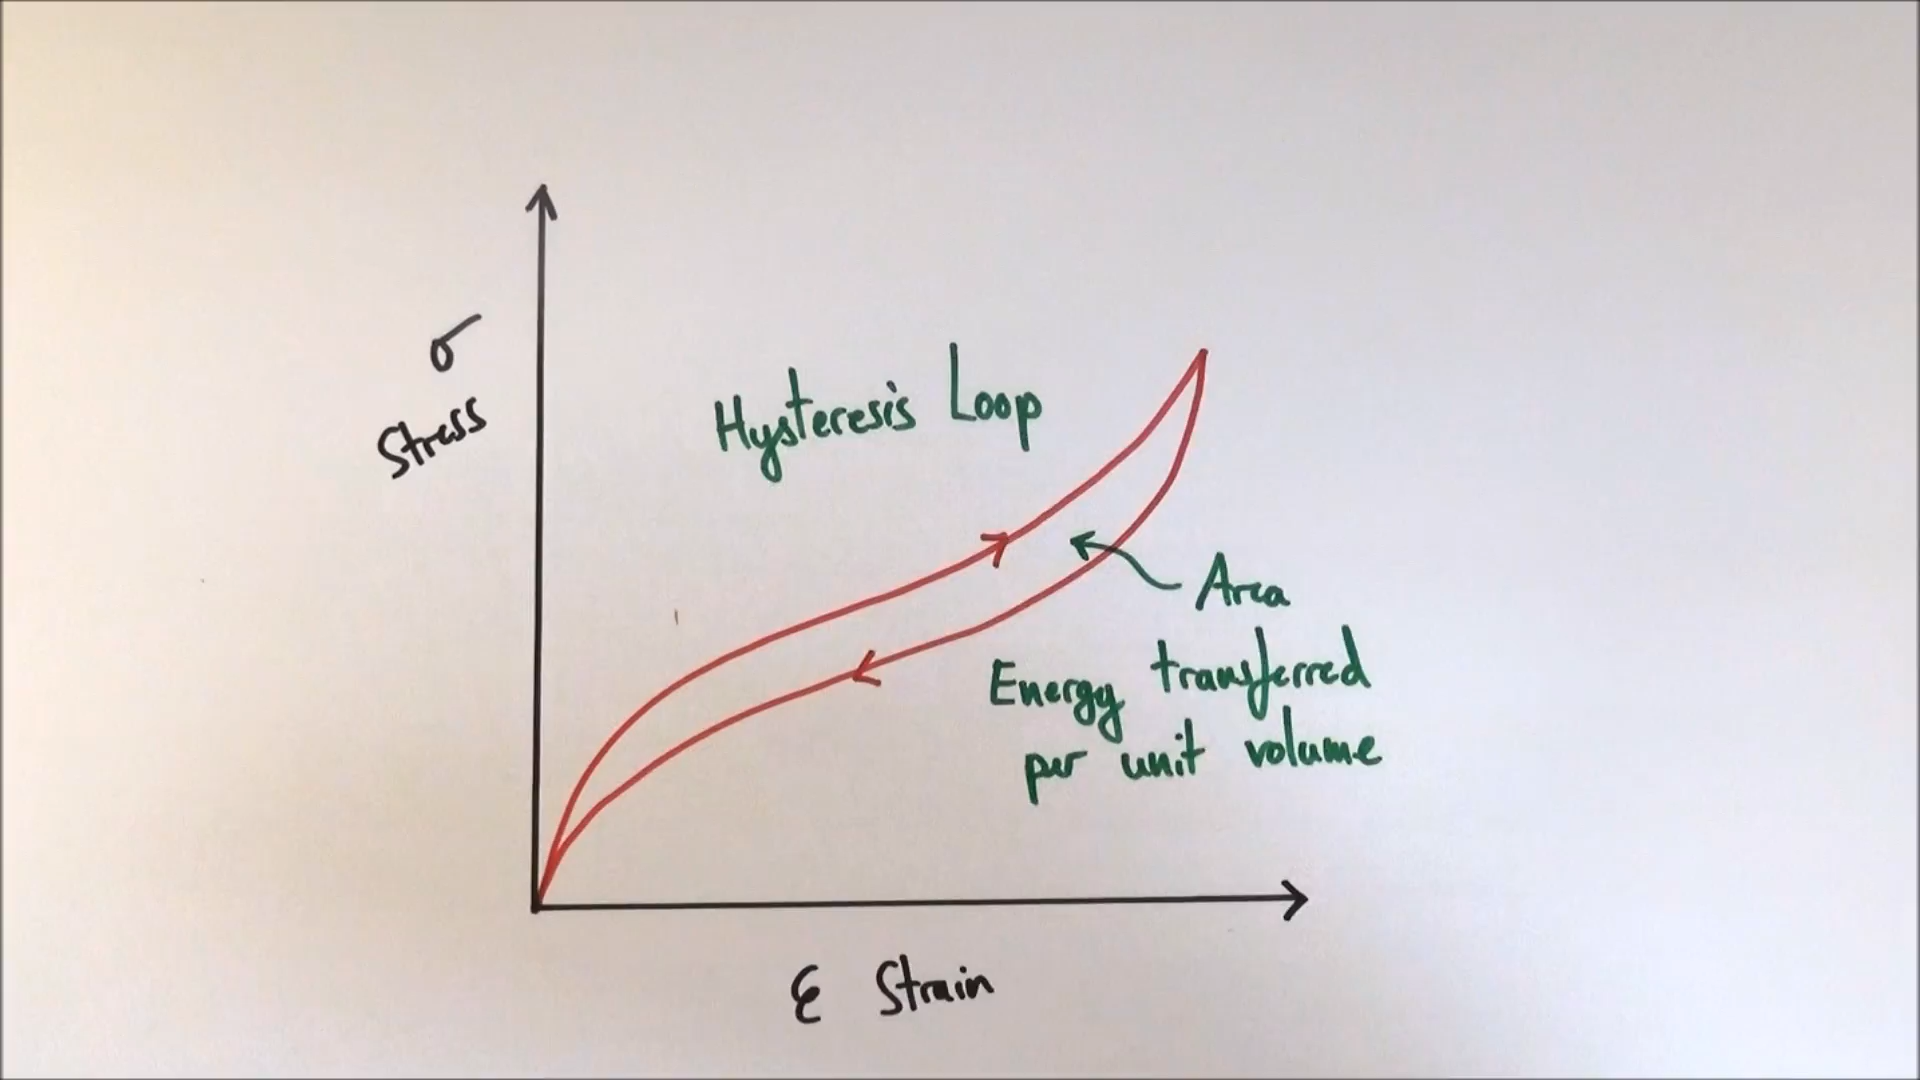 σ
Stress
Hysteresis Loop
Area
Energy transferred
per unit volume
ε Strain